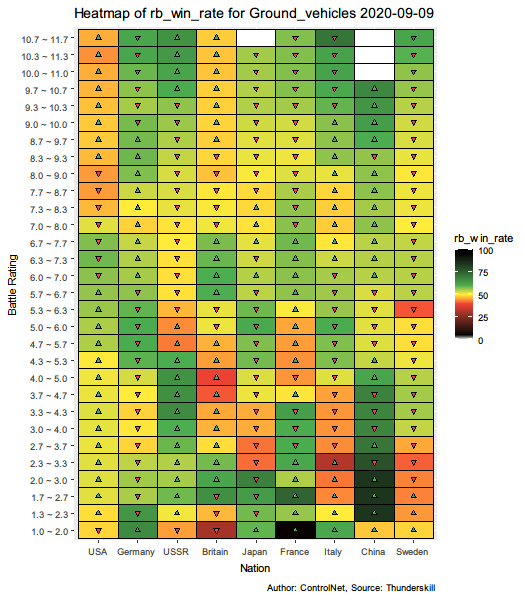 Heatmap of rb_win_rate for Ground_vehicles 2020-09-09
Battle Rating
10.7 ~ 11.7
10.3 ~ 11.3
10.0 ~ 11.0
9.7 ~ 10.7
9.3 ~ 10.3
9.0 ~ 10.0
8.7 ~ 9.7
8.3 ~ 9.3
8.0 ~ 9.0
7.7 ~ 8.7
7.3 ~ 8.3
7.0 ~ 8.0
6.7 ~ 7.7
6.3 ~ 7.3
6.0 ~ 7.0
5.7 ~ 6.7
5.3 ~ 6.3
5.0 ~ 6.0
4.7 ~ 5.7
4.3 ~ 5.3
4.0 ~ 5.0
3.7 ~ 4.7
3.3 ~ 4.3
3.0 ~ 4.0
2.7 ~ 3.7
2.3 ~ 3.3
2.0 ~ 3.0
1.7 ~ 2.7
1.3 ~ 2.3
1.0 ~ 2.0
USA Germany USSR Britain Japan France Italy China Sweden
Nation
rb_win_rate
100
75
50
25
0
Author: ControlNet, Source: Thunderskill